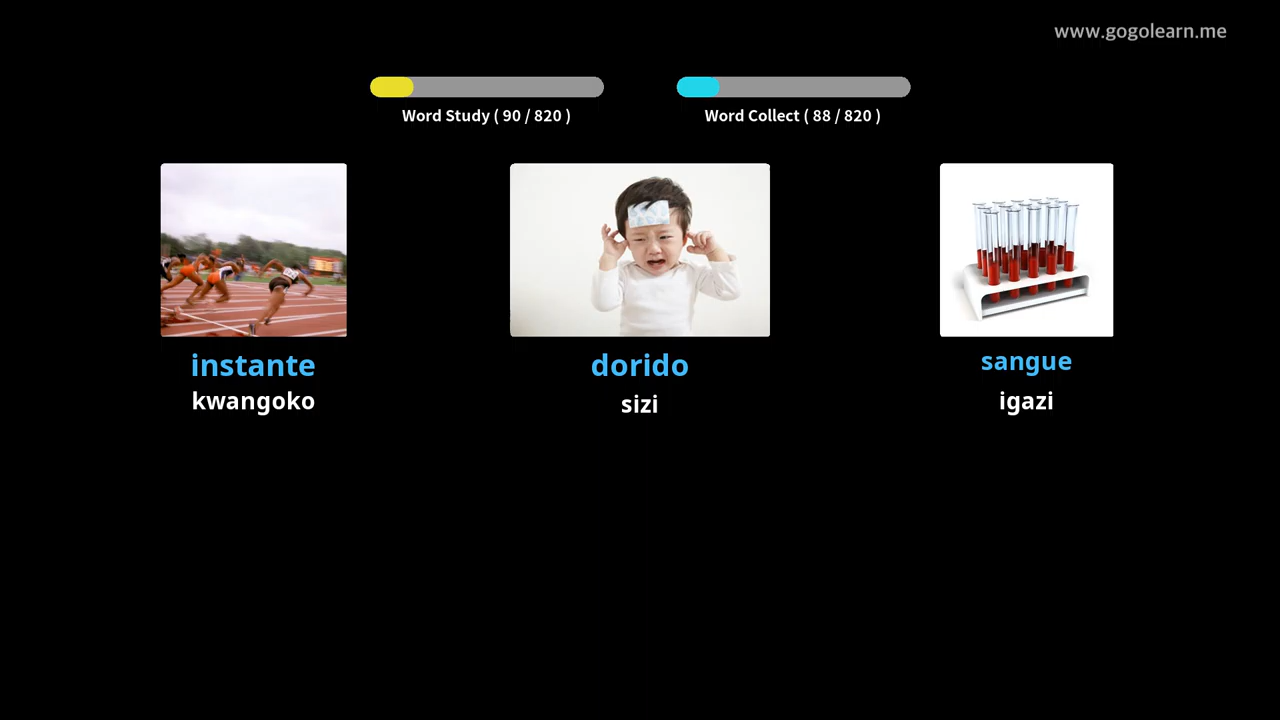 www.gogolearn.me
Word Study ( 90 / 820 )
Word Collect ( 88 / 820 )
instante
kwangoko
dorido
sizi
sangue
igazi